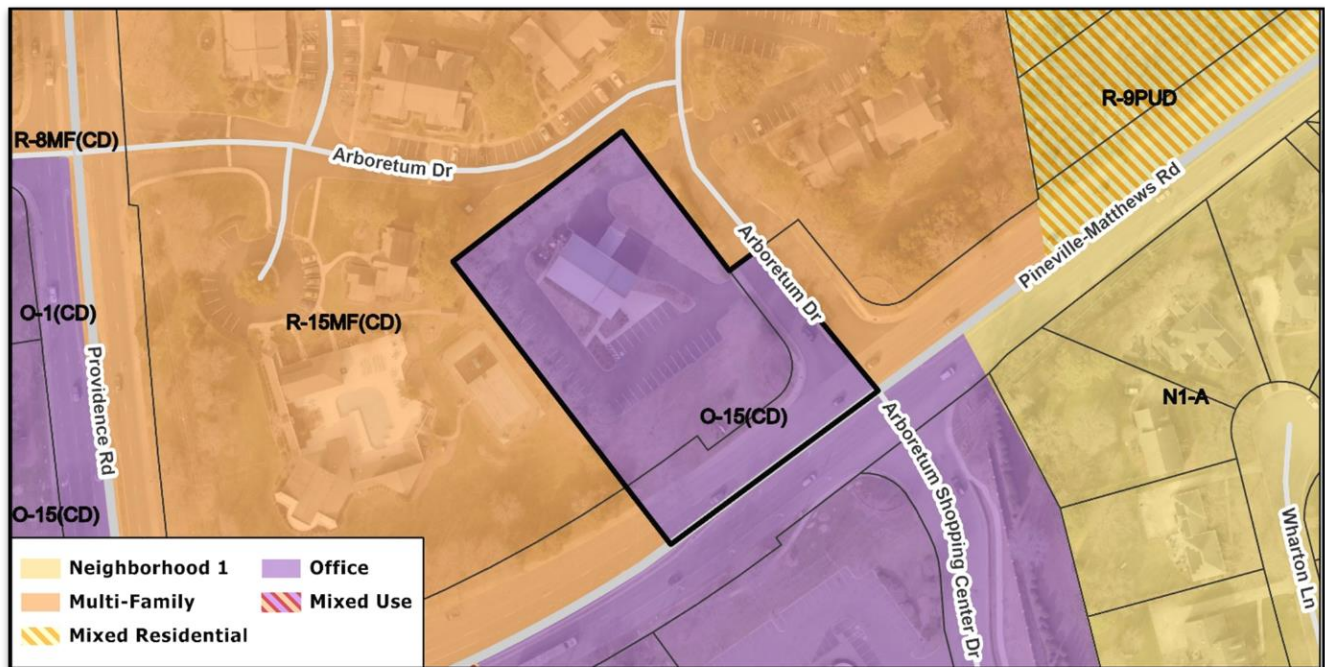 R-9PUD
R-8MF(CD)
Arboretum Dr
Pineville-Matthews Rd
Arboretum Dr
O-1(CD)
R-15MF(CD)
Providence Rd
N1-A
O-15(CD)
Arboretum Shopping Center Dr
O-15(CD)
Wharton Ln
Neighborhood 1
Office
Multi-Family
Mixed Use
Mixed Residential